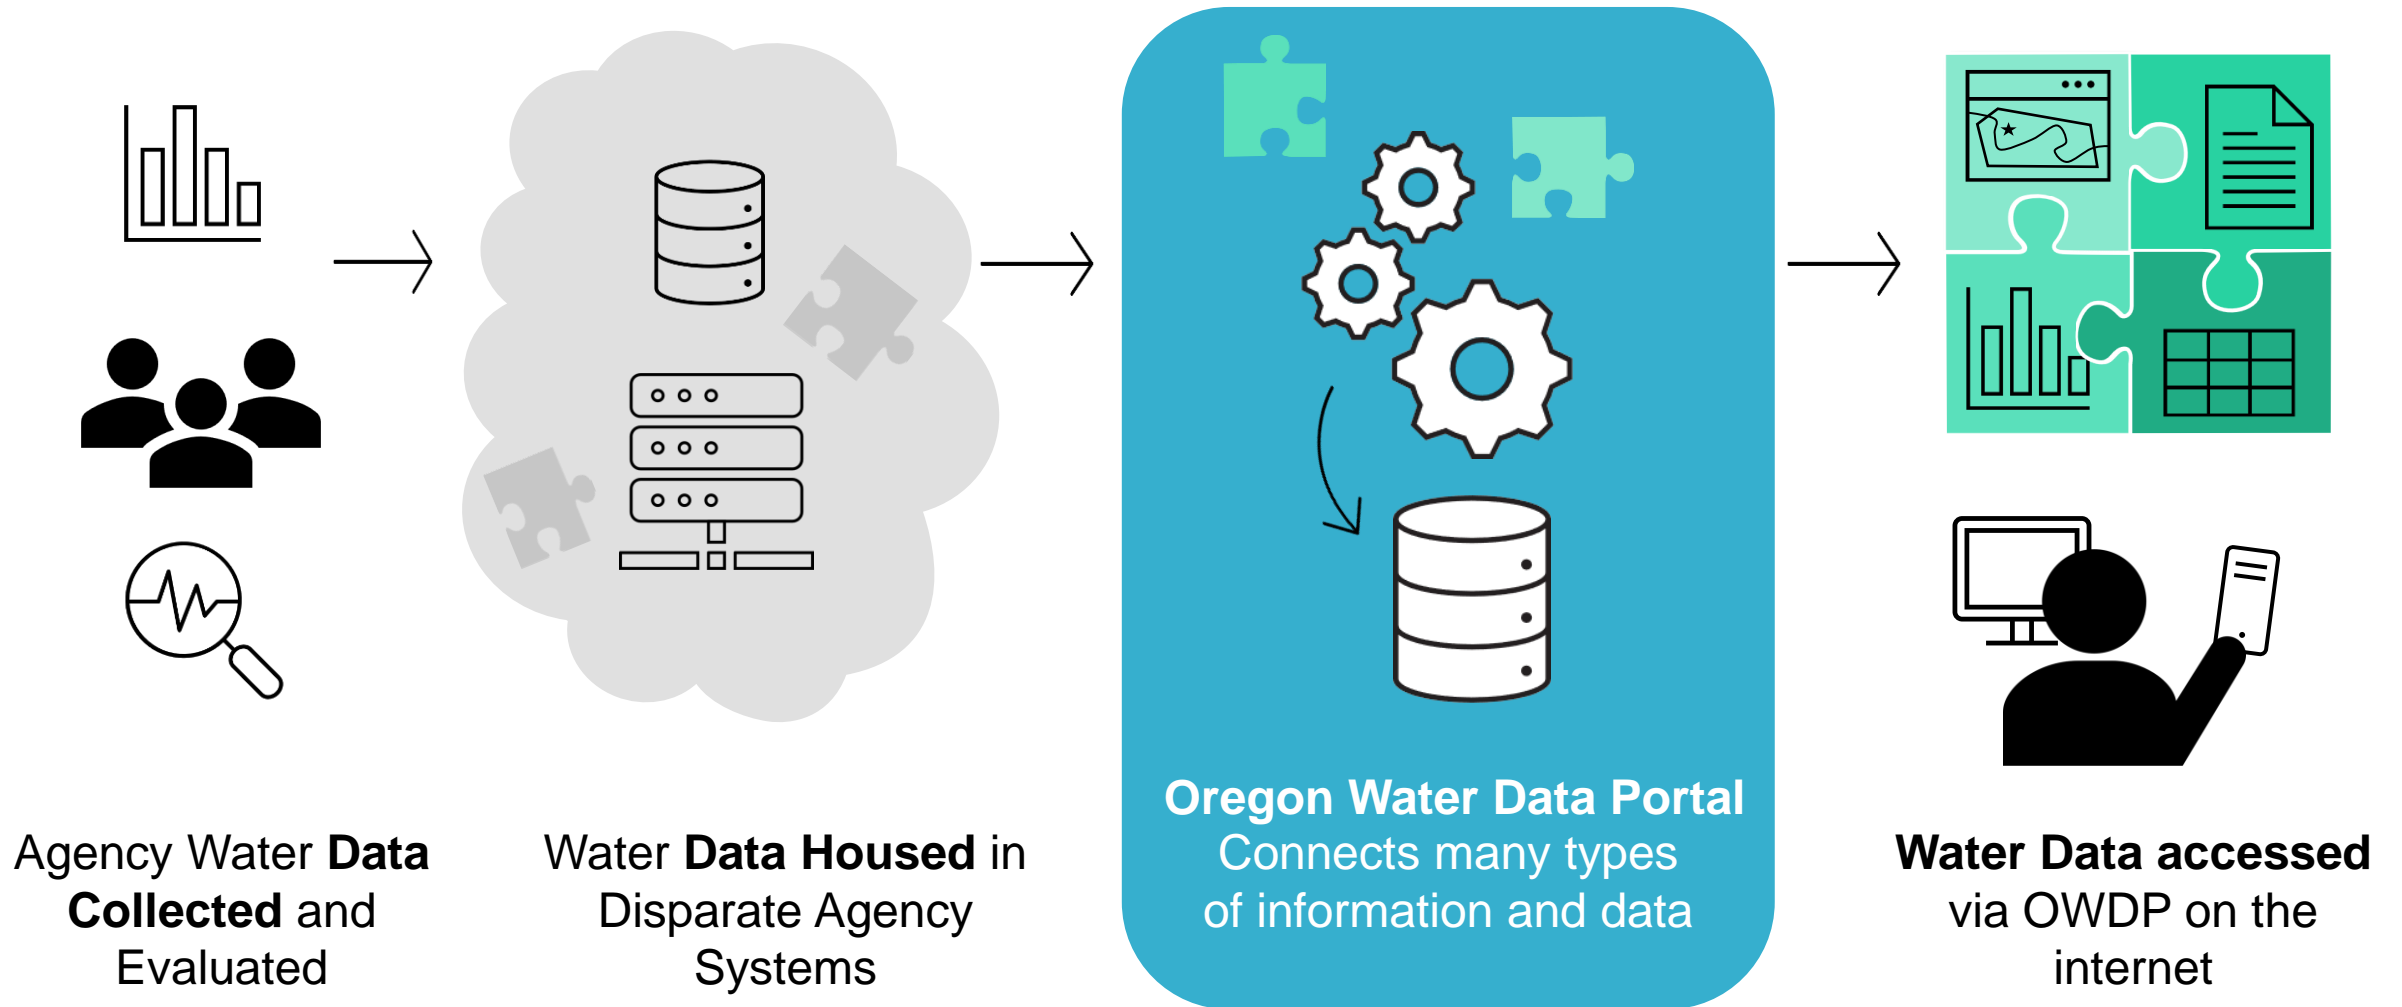 Agency Water Data
Collected and
Evaluated
Water Data Housed in
Disparate Agency
Systems
Oregon Water Data Portal
Connects many types
of information and data
Water Data accessed
via OWDP on the
internet